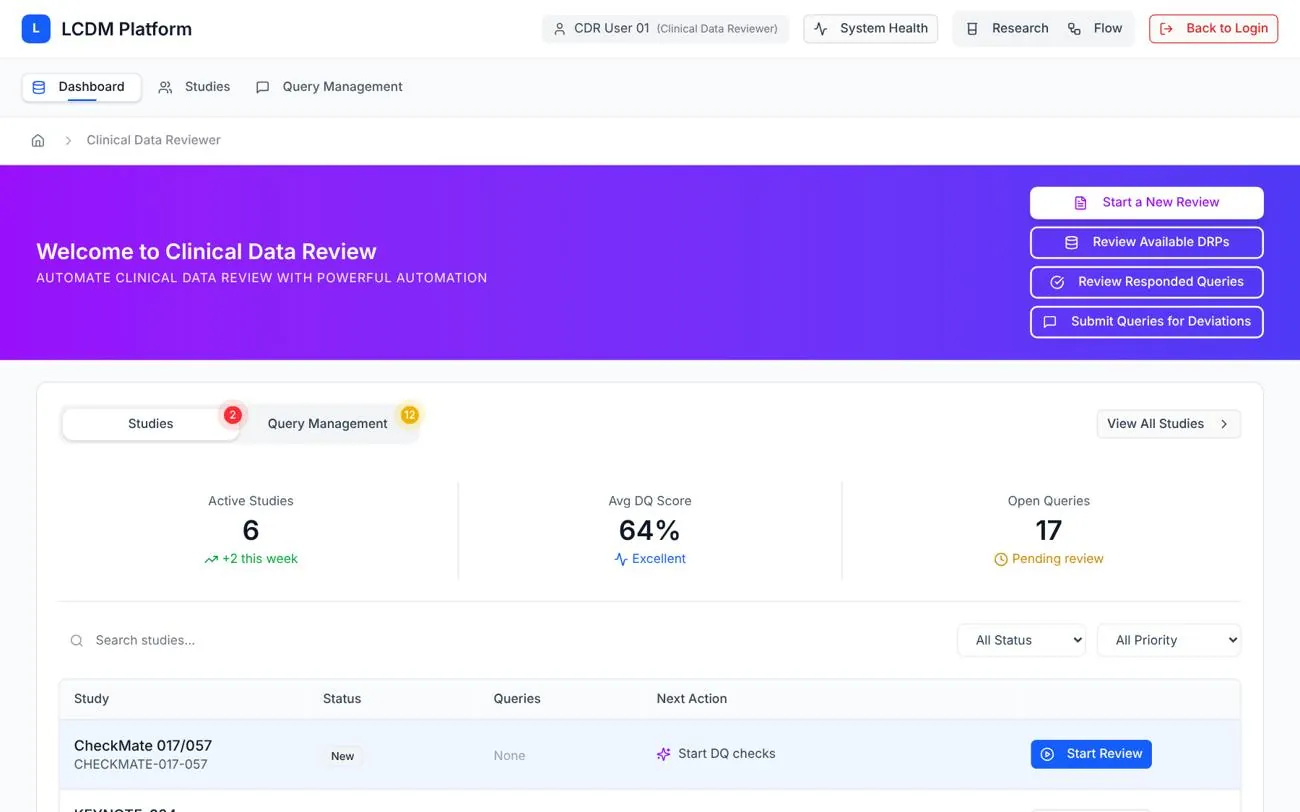 L LCDM Platform CDR User 01 (Clinical Data Reviewer) System Health Research Flow Back to Login
Dashboard Studies Query Management
Clinical Data Reviewer
Start a New Review
Review Available DRPs
Welcome to Clinical Data Review
AUTOMATE CLINICAL DATA REVIEW WITH POWERFUL AUTOMATION
Review Responded Queries
Submit Queries for Deviations
Studies 2 Query Management 12 View All Studies
Active Studies Avg DQ Score Open Queries
6 64% 17
+2 this week Excellent Pending review
Search studies... All Status All Priority
Study Status Queries Next Action
CheckMate 017/057
CHECKMATE-017-057
New None Start DQ checks Start Review